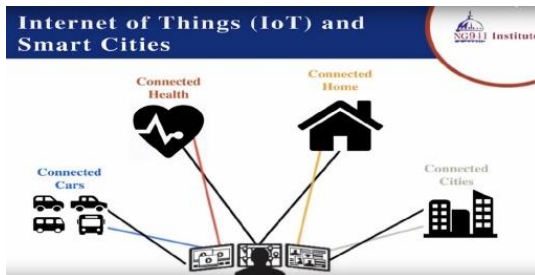 Internet of Things (IoT) and
Smart Cities
NG911 Institute
Connected
Health
Connected
Home
Connected
Cars
Connected
Cities